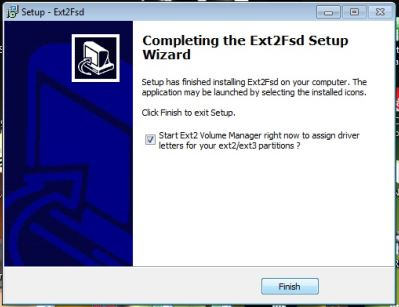 Setup - Ext2Fsd
Completing the Ext2Fsd Setup
Wizard
Setup has finished installing Ext2Fsd on your computer. The
application may be launched by selecting the installed icons.
Click Finish to exit Setup.
Start Ext2 Volume Manager right now to assign driver
letters for your ext2/ext3 partitions ?
Finish